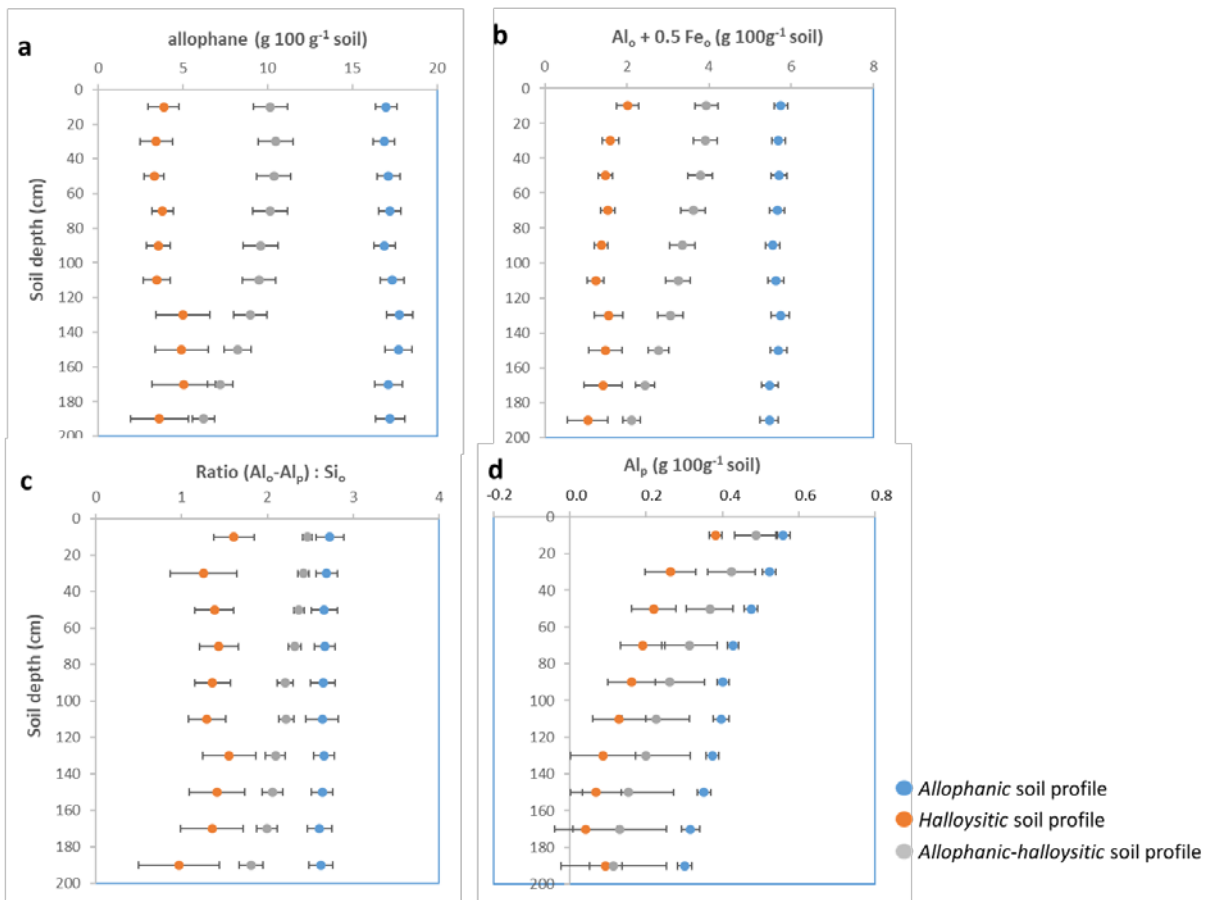 a
allophane (g 100 g⁻¹ soil)
0 5 10 15 20
0
20
40
60
80
100
120
140
160
180
200
Soil depth (cm)
b
Alₒ + 0.5 Feₒ (g 100g⁻¹ soil)
0 2 4 6 8
0
20
40
60
80
100
120
140
160
180
200
c
Ratio (Alₒ-Alₚ) : Siₒ
0 1 2 3 4
0
20
40
60
80
100
120
140
160
180
200
Soil depth (cm)
d
Alₚ (g 100g⁻¹ soil)
-0.2 0.0 0.2 0.4 0.6 0.8
0
20
40
60
80
100
120
140
160
180
200
Allophanic soil profile
Halloysitic soil profile
Allophanic-halloysitic soil profile